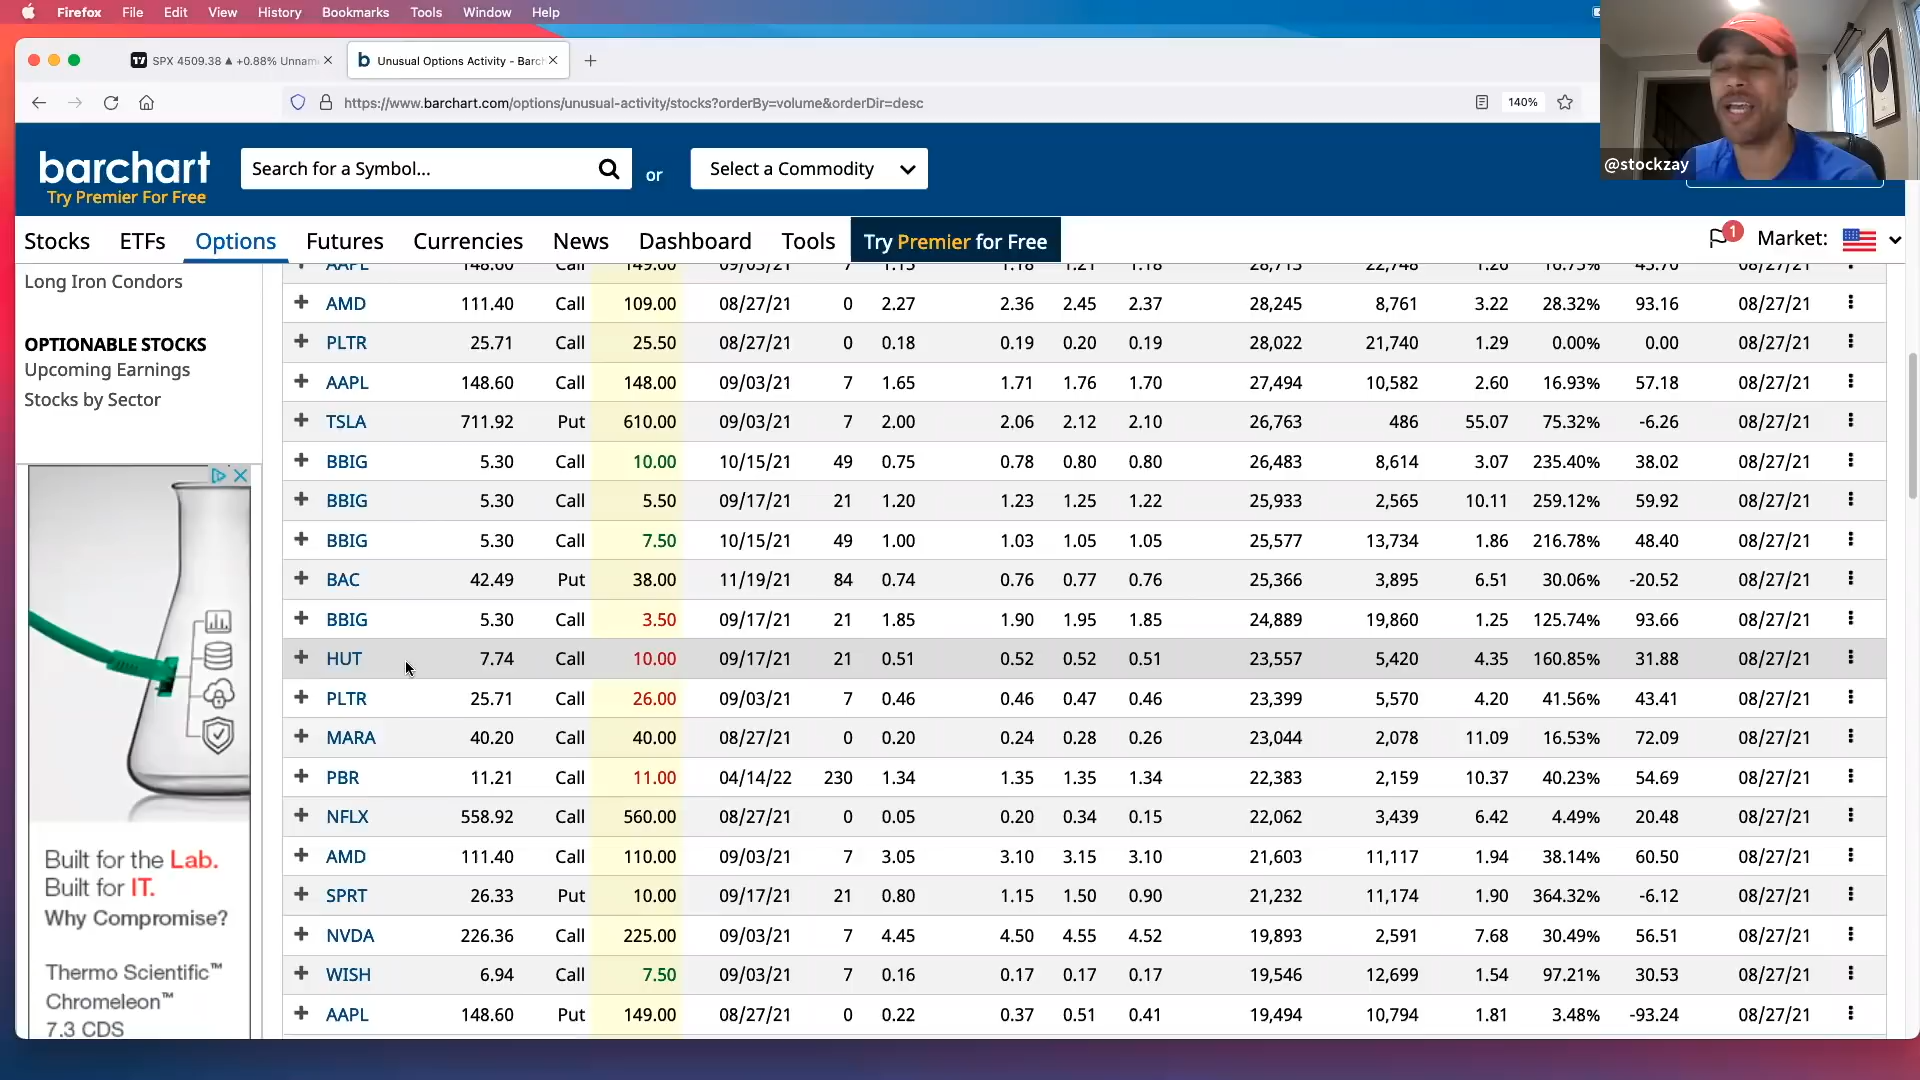 Firefox File Edit View History Bookmarks Tools Window Help
SPX 4509.38 ▲ +0.88% Unnam
Unusual Options Activity - Barc
https://www.barchart.com/options/unusual-activity/stocks?orderBy=volume&orderDir=desc
140%
@stockzay
barchart
Try Premier For Free
Search for a Symbol...
or
Select a Commodity
Stocks ETFs Options Futures Currencies News Dashboard Tools Try Premier for Free
1
Market:
Long Iron Condors
OPTIONABLE STOCKS
Upcoming Earnings
Stocks by Sector
AAPL 148.60 Call 149.00 09/03/21 7 1.15 1.18 1.21 1.18 28,713 22,748 1.26 16.75% 45.70 08/27/21
AMD 111.40 Call 109.00 08/27/21 0 2.27 2.36 2.45 2.37 28,245 8,761 3.22 28.32% 93.16 08/27/21
PLTR 25.71 Call 25.50 08/27/21 0 0.18 0.19 0.20 0.19 28,022 21,740 1.29 0.00% 0.00 08/27/21
AAPL 148.60 Call 148.00 09/03/21 7 1.65 1.71 1.76 1.70 27,494 10,582 2.60 16.93% 57.18 08/27/21
TSLA 711.92 Put 610.00 09/03/21 7 2.00 2.06 2.12 2.10 26,763 486 55.07 75.32% -6.26 08/27/21
BBIG 5.30 Call 10.00 10/15/21 49 0.75 0.78 0.80 0.80 26,483 8,614 3.07 235.40% 38.02 08/27/21
BBIG 5.30 Call 5.50 09/17/21 21 1.20 1.23 1.25 1.22 25,933 2,565 10.11 259.12% 59.92 08/27/21
BBIG 5.30 Call 7.50 10/15/21 49 1.00 1.03 1.05 1.05 25,577 13,734 1.86 216.78% 48.40 08/27/21
BAC 42.49 Put 38.00 11/19/21 84 0.74 0.76 0.77 0.76 25,366 3,895 6.51 30.06% -20.52 08/27/21
BBIG 5.30 Call 3.50 09/17/21 21 1.85 1.90 1.95 1.85 24,889 19,860 1.25 125.74% 93.66 08/27/21
HUT 7.74 Call 10.00 09/17/21 21 0.51 0.52 0.52 0.51 23,557 5,420 4.35 160.85% 31.88 08/27/21
PLTR 25.71 Call 26.00 09/03/21 7 0.46 0.46 0.47 0.46 23,399 5,570 4.20 41.56% 43.41 08/27/21
MARA 40.20 Call 40.00 08/27/21 0 0.20 0.24 0.28 0.26 23,044 2,078 11.09 16.53% 72.09 08/27/21
PBR 11.21 Call 11.00 04/14/22 230 1.34 1.35 1.35 1.34 22,383 2,159 10.37 40.23% 54.69 08/27/21
NFLX 558.92 Call 560.00 08/27/21 0 0.05 0.20 0.34 0.15 22,062 3,439 6.42 4.49% 20.48 08/27/21
AMD 111.40 Call 110.00 09/03/21 7 3.05 3.10 3.15 3.10 21,603 11,117 1.94 38.14% 60.50 08/27/21
SPRT 26.33 Put 10.00 09/17/21 21 0.80 1.15 1.50 0.90 21,232 11,174 1.90 364.32% -6.12 08/27/21
NVDA 226.36 Call 225.00 09/03/21 7 4.45 4.50 4.55 4.52 19,893 2,591 7.68 30.49% 56.51 08/27/21
WISH 6.94 Call 7.50 09/03/21 7 0.16 0.17 0.17 0.17 19,546 12,699 1.54 97.21% 30.53 08/27/21
AAPL 148.60 Put 149.00 08/27/21 0 0.22 0.37 0.51 0.41 19,494 10,794 1.81 3.48% -93.24 08/27/21
Built for the Lab.
Built for IT.
Why Compromise?
Thermo Scientific™
Chromeleon™
7.3 CDS